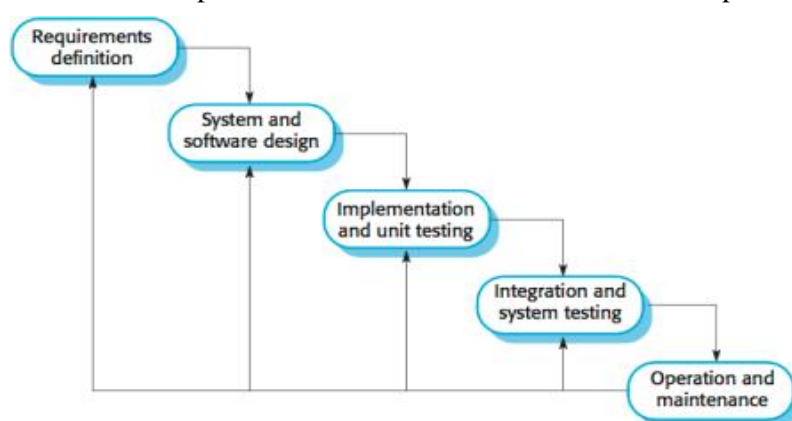 Requirements
definition
System and
software design
Implementation
and unit testing
Integration and
system testing
Operation and
maintenance